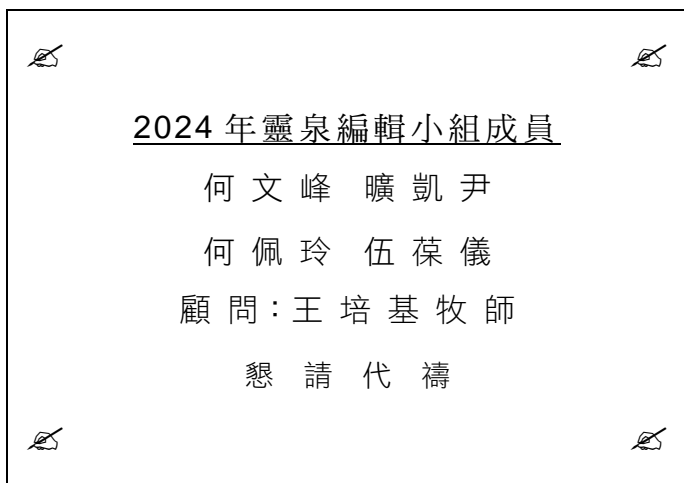 2024 年靈泉編輯小組成員
何 文 峰 曠 凱 尹
何 佩 玲 伍 葆 儀
顧 問：王 培 基 牧 師
懇 請 代 禱